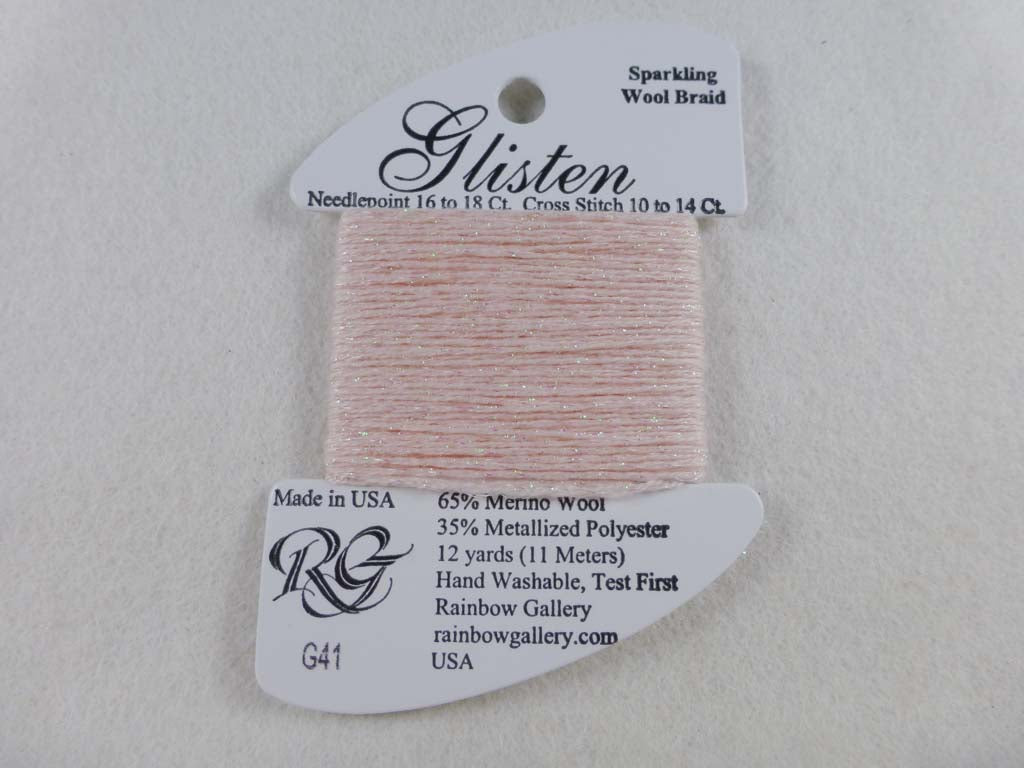 Sparkling
Wool Braid
Glisten
Needlepoint 16 to 18 Ct. Cross Stitch 10 to 14 Ct.
Made in USA
RG
G41
65% Merino Wool
35% Metallized Polyester
12 yards (11 Meters)
Hand Washable, Test First
Rainbow Gallery
rainbowgallery.com
USA